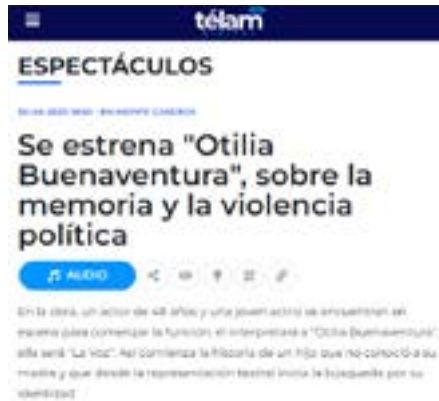 télam
ESPECTÁCULOS
Se estrena "Otilia
Buenaventura", sobre la
memoria y la violencia
política
AUDIO
En la obra, un actor de 48 años y una joven actriz se encuentran en
escena para comenzar la función: él interpretará a "Otilia Buenaventura",
ella será "La Voz". Así comienza la historia de un hijo que no conoció a su
madre y que desde la representación teatral inicia la búsqueda por su
identidad